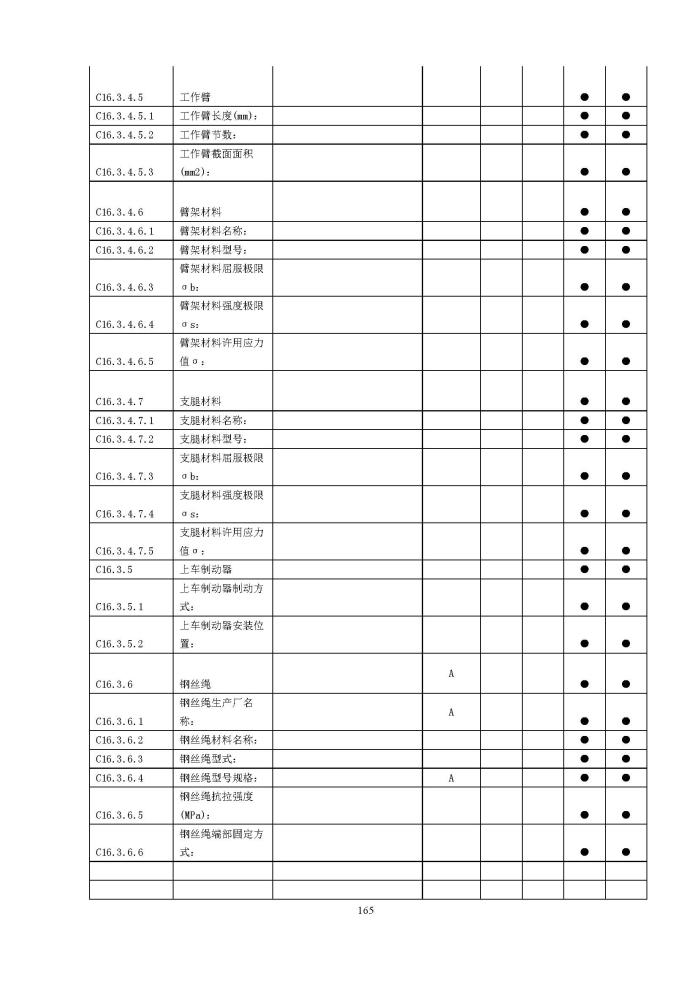 C16.3.4.5 工作臂 ● ●
C16.3.4.5.1 工作臂长度(mm): ● ●
C16.3.4.5.2 工作臂节数: ● ●
工作臂截面面积
C16.3.4.5.3 (mm2): ● ●
C16.3.4.6 臂架材料 ● ●
C16.3.4.6.1 臂架材料名称: ● ●
C16.3.4.6.2 臂架材料型号: ● ●
臂架材料屈服极限
C16.3.4.6.3 σb: ● ●
臂架材料强度极限
C16.3.4.6.4 σs: ● ●
臂架材料许用应力
C16.3.4.6.5 值σ: ● ●
C16.3.4.7 支腿材料 ● ●
C16.3.4.7.1 支腿材料名称: ● ●
C16.3.4.7.2 支腿材料型号: ● ●
支腿材料屈服极限
C16.3.4.7.3 σb: ● ●
支腿材料强度极限
C16.3.4.7.4 σs: ● ●
支腿材料许用应力
C16.3.4.7.5 值σ: ● ●
C16.3.5 上车制动器 ● ●
上车制动器制动方
C16.3.5.1 式: ● ●
上车制动器安装位
C16.3.5.2 置: ● ●
C16.3.6 钢丝绳 A ● ●
钢丝绳生产厂名
C16.3.6.1 称: A ● ●
C16.3.6.2 钢丝绳材料名称: ● ●
C16.3.6.3 钢丝绳型式: ● ●
C16.3.6.4 钢丝绳型号规格: A ● ●
钢丝绳抗拉强度
C16.3.6.5 (MPa): ● ●
钢丝绳端部固定方
C16.3.6.6 式: ● ●
165